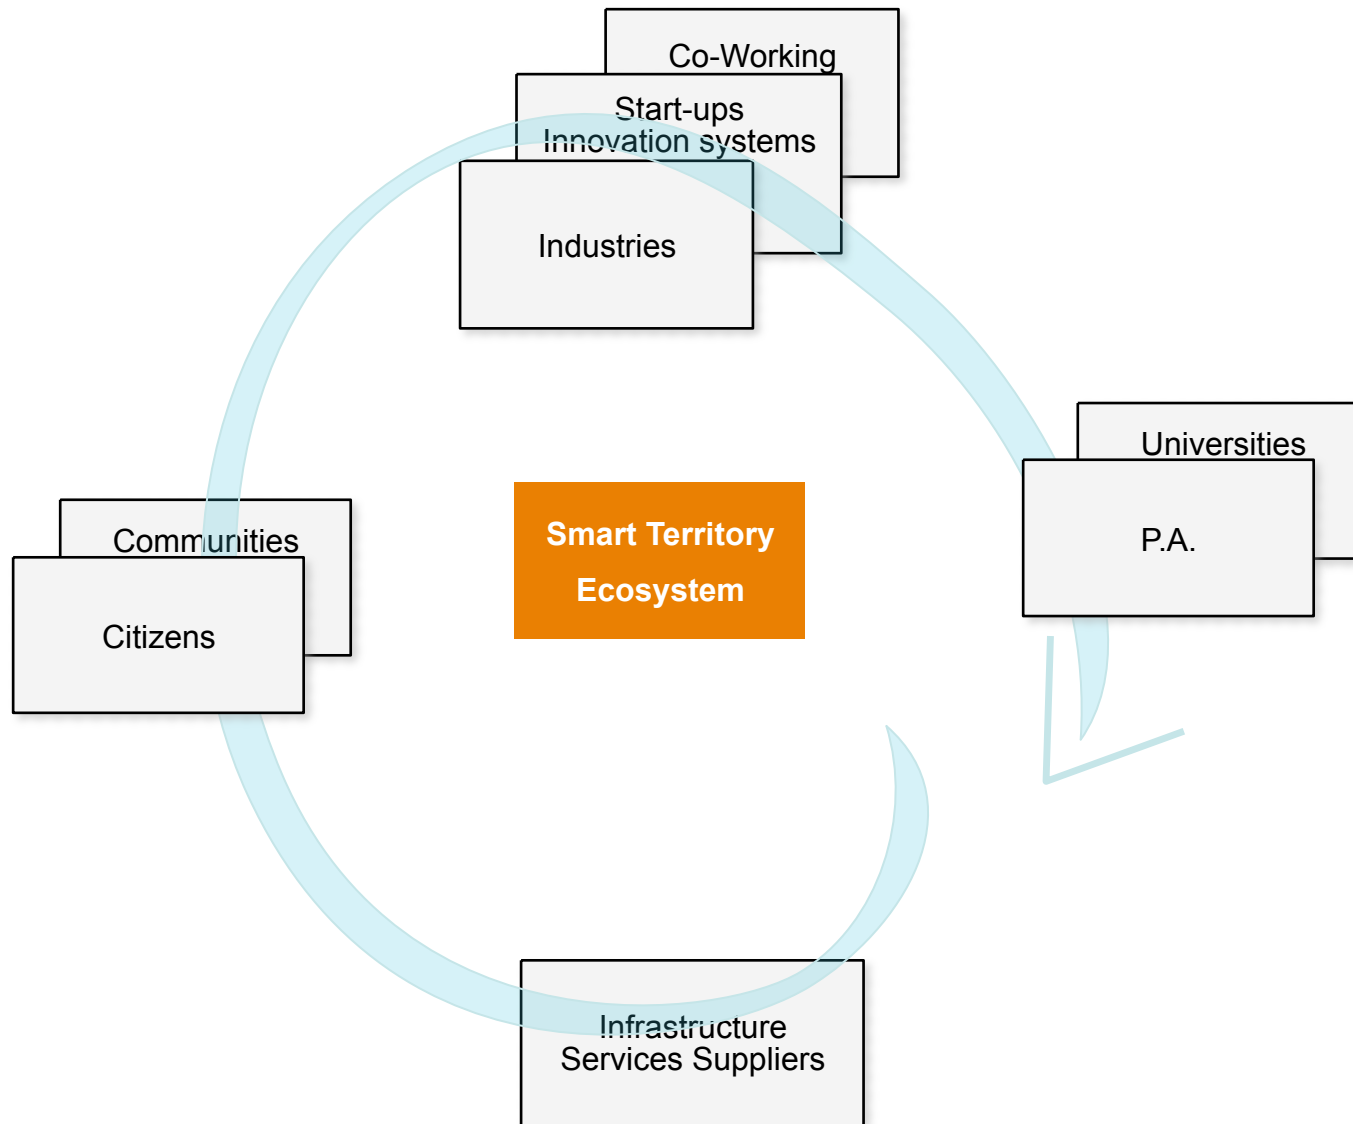 Co-Working
Start-ups
Innovation systems
Industries
Universities
P.A.
Smart Territory
Ecosystem
Communities
Citizens
Infrastructure
Services Suppliers